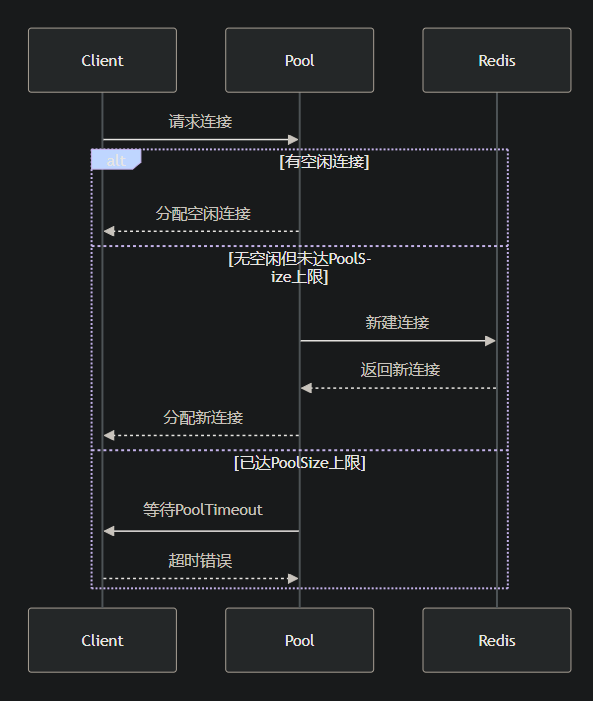 Client Pool Redis
请求连接
alt [有空闲连接]
分配空闲连接
[无空闲但未达PoolS-
ize上限]
新建连接
返回新连接
分配新连接
[已达PoolSize上限]
等待PoolTimeout
超时错误
Client Pool Redis